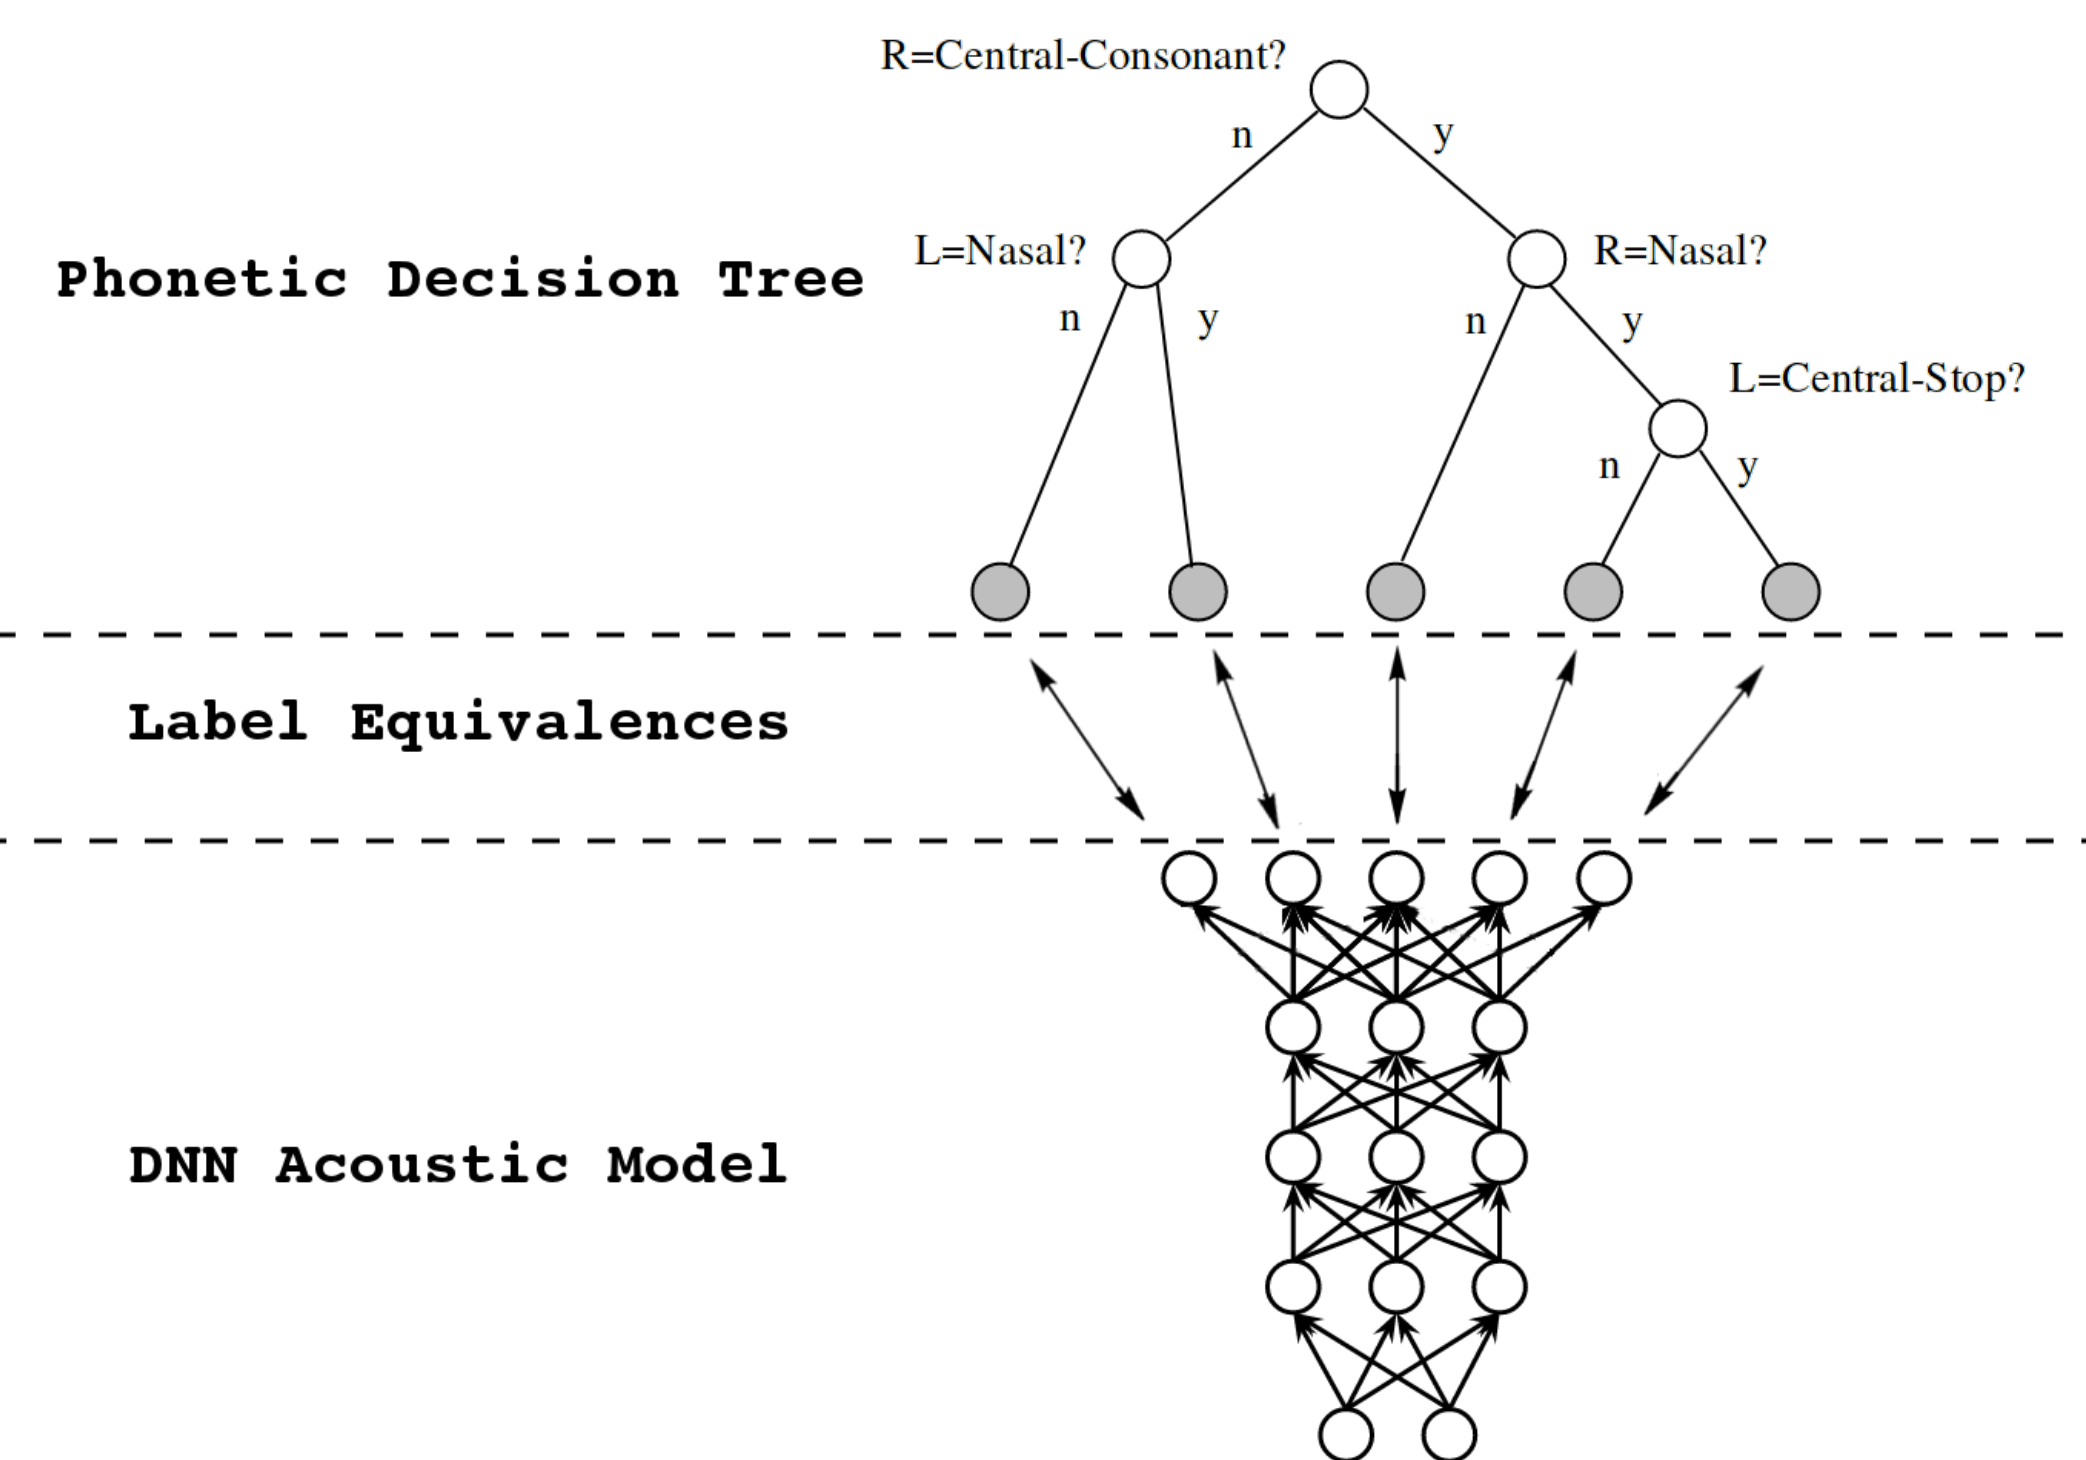 R=Central-Consonant?
n
y
L=Nasal?
R=Nasal?
Phonetic Decision Tree
n
y
n
y
L=Central-Stop?
n
y
Label Equivalences
DNN Acoustic Model